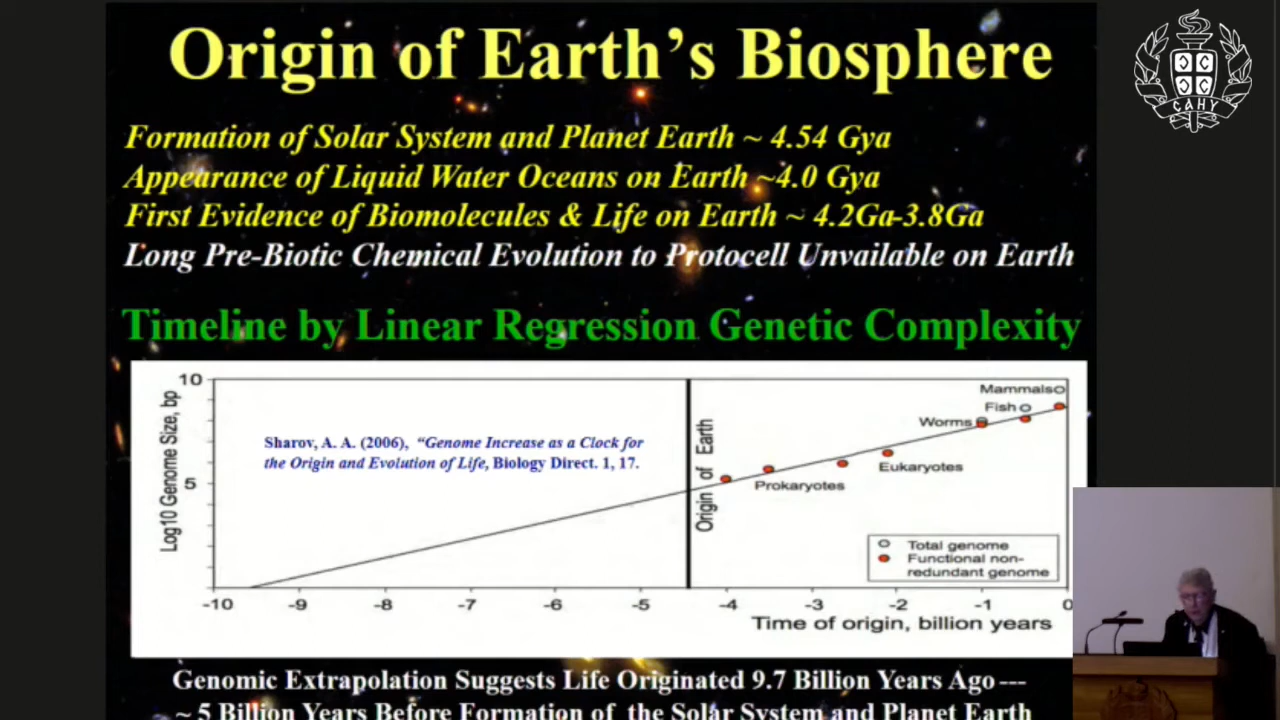 Origin of Earth's Biosphere
Formation of Solar System and Planet Earth ~ 4.54 Gya
Appearance of Liquid Water Oceans on Earth ~4.0 Gya
First Evidence of Biomolecules & Life on Earth ~ 4.2Ga-3.8Ga
Long Pre-Biotic Chemical Evolution to Protocell Unvailable on Earth
Timeline by Linear Regression Genetic Complexity
10
5
Log10 Genome Size, bp
Sharov, A. A. (2006), "Genome Increase as a Clock for
the Origin and Evolution of Life, Biology Direct. 1, 17.
Origin of Earth
Mammals
Fish
Worms
Eukaryotes
Prokaryotes
Total genome
Functional non-
redundant genome
-10 -9 -8 -7 -6 -5 -4 -3 -2 -1 0
Time of origin, billion years
Genomic Extrapolation Suggests Life Originated 9.7 Billion Years Ago ---
~ 5 Billion Years Before Formation of the Solar System and Planet Earth
САНУ